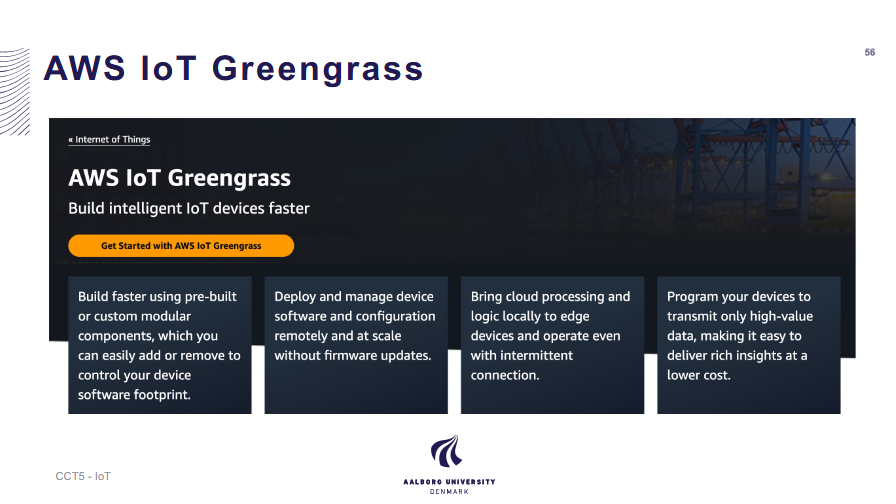 56
AWS IoT Greengrass
« Internet of Things
AWS IoT Greengrass
Build intelligent IoT devices faster
Get Started with AWS IoT Greengrass
Build faster using pre-built
or custom modular
components, which you
can easily add or remove to
control your device
software footprint.
Deploy and manage device
software and configuration
remotely and at scale
without firmware updates.
Bring cloud processing and
logic locally to edge
devices and operate even
with intermittent
connection.
Program your devices to
transmit only high-value
data, making it easy to
deliver rich insights at a
lower cost.
CCT5 - IoT
AALBORG UNIVERSITY
DENMARK